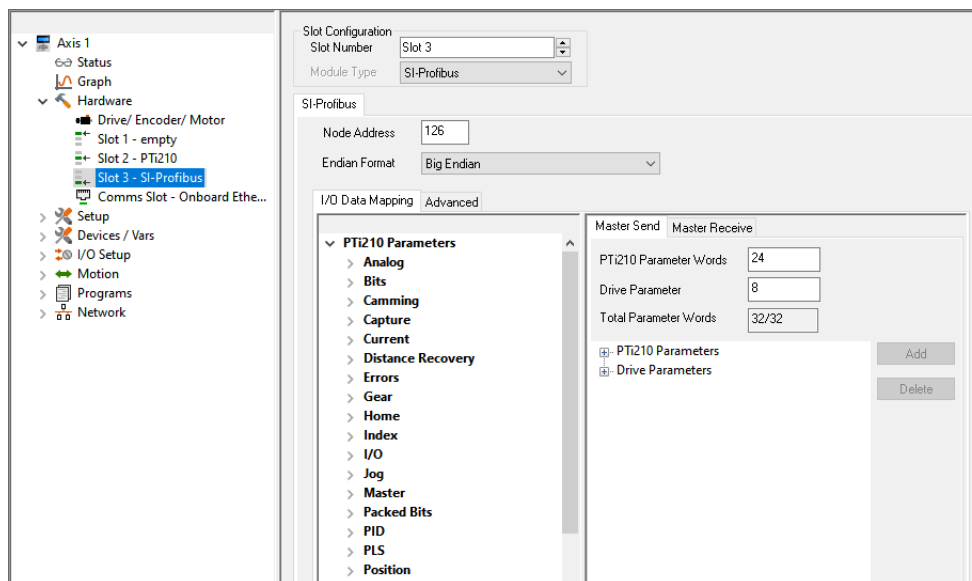 Axis 1
Status
Graph
Hardware
Drive/ Encoder/ Motor
Slot 1 - empty
Slot 2 - PTi210
Slot 3 - SI-Profibus
Comms Slot - Onboard Ethe...
Setup
Devices / Vars
I/O Setup
Motion
Programs
Network
Slot Configuration
Slot Number Slot 3
Module Type SI-Profibus
SI-Profibus
Node Address 126
Endian Format Big Endian
I/O Data Mapping Advanced
PTi210 Parameters
Analog
Bits
Camming
Capture
Current
Distance Recovery
Errors
Gear
Home
Index
I/O
Jog
Master
Packed Bits
PID
PLS
Position
Master Send Master Receive
PTi210 Parameter Words 24
Drive Parameter 8
Total Parameter Words 32/32
PTi210 Parameters
Drive Parameters
Add
Delete